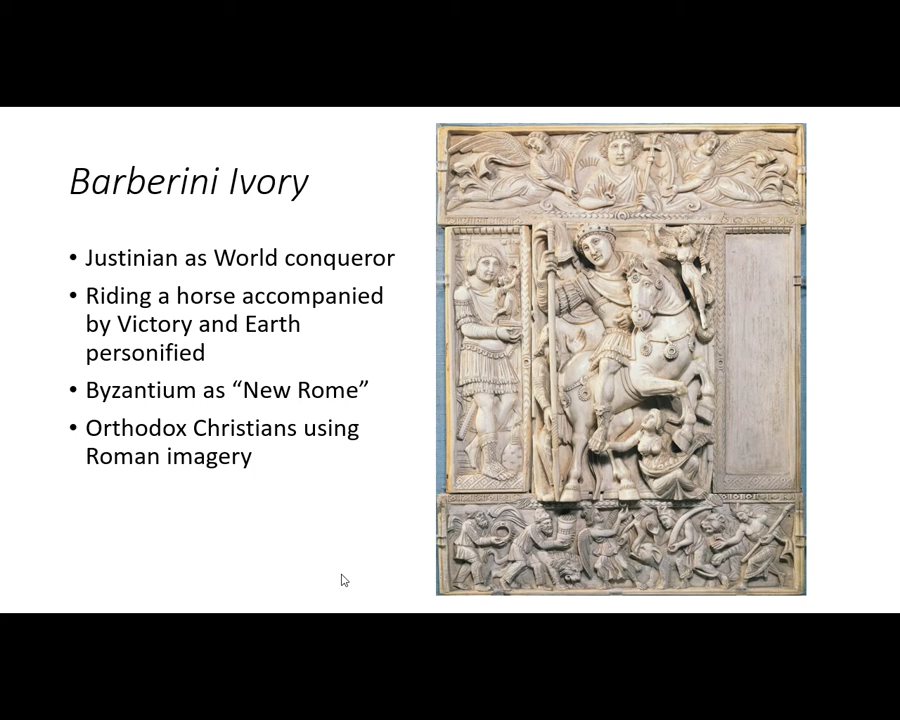 Barberini Ivory
• Justinian as World conqueror
• Riding a horse accompanied
by Victory and Earth
personified
• Byzantium as “New Rome”
• Orthodox Christians using
Roman imagery